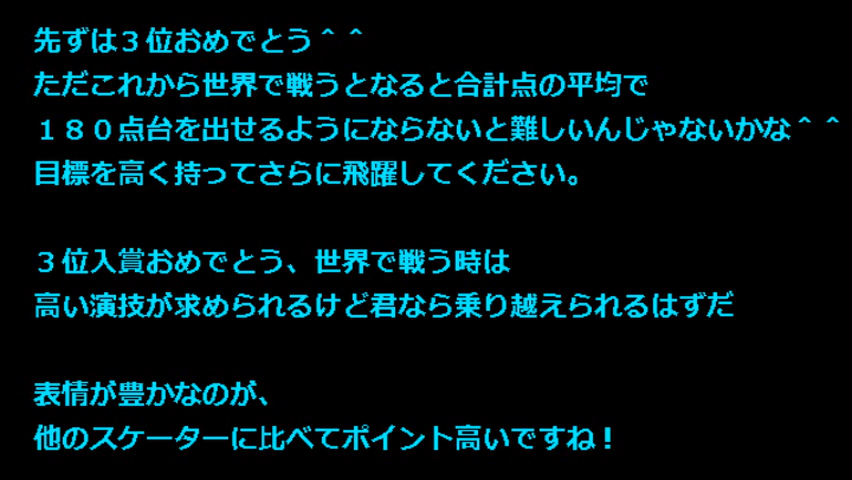 先ずは３位おめでとう＾＾
ただこれから世界で戦うとなると合計点の平均で
１８０点台を出せるようにならないと難しいんじゃないかな＾＾
目標を高く持ってさらに飛躍してください。
３位入賞おめでとう、世界で戦う時は
高い演技が求められるけど君なら乗り越えられるはずだ
表情が豊かなのが、
他のスケーターに比べてポイント高いですね！